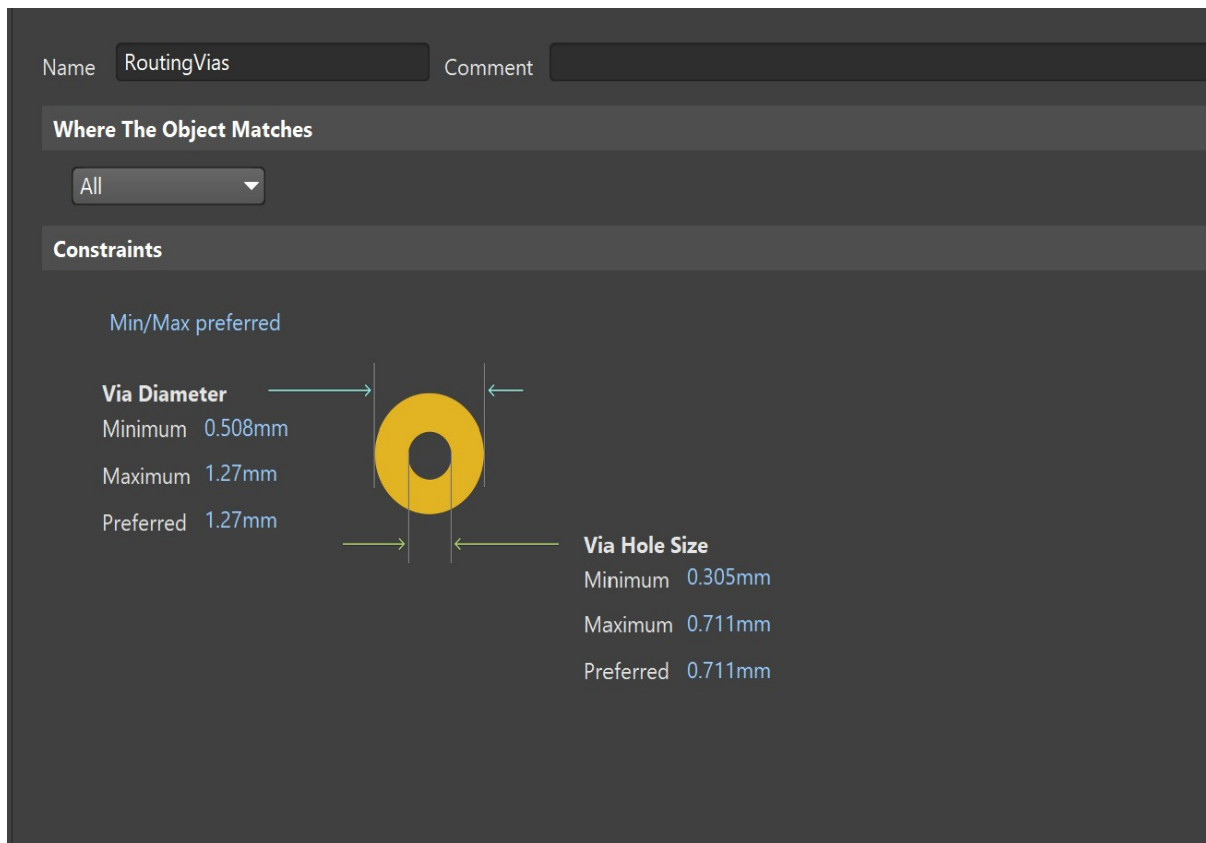 Name RoutingVias Comment
Where The Object Matches
All
Constraints
Min/Max preferred
Via Diameter
Minimum 0.508mm
Maximum 1.27mm
Preferred 1.27mm
Via Hole Size
Minimum 0.305mm
Maximum 0.711mm
Preferred 0.711mm